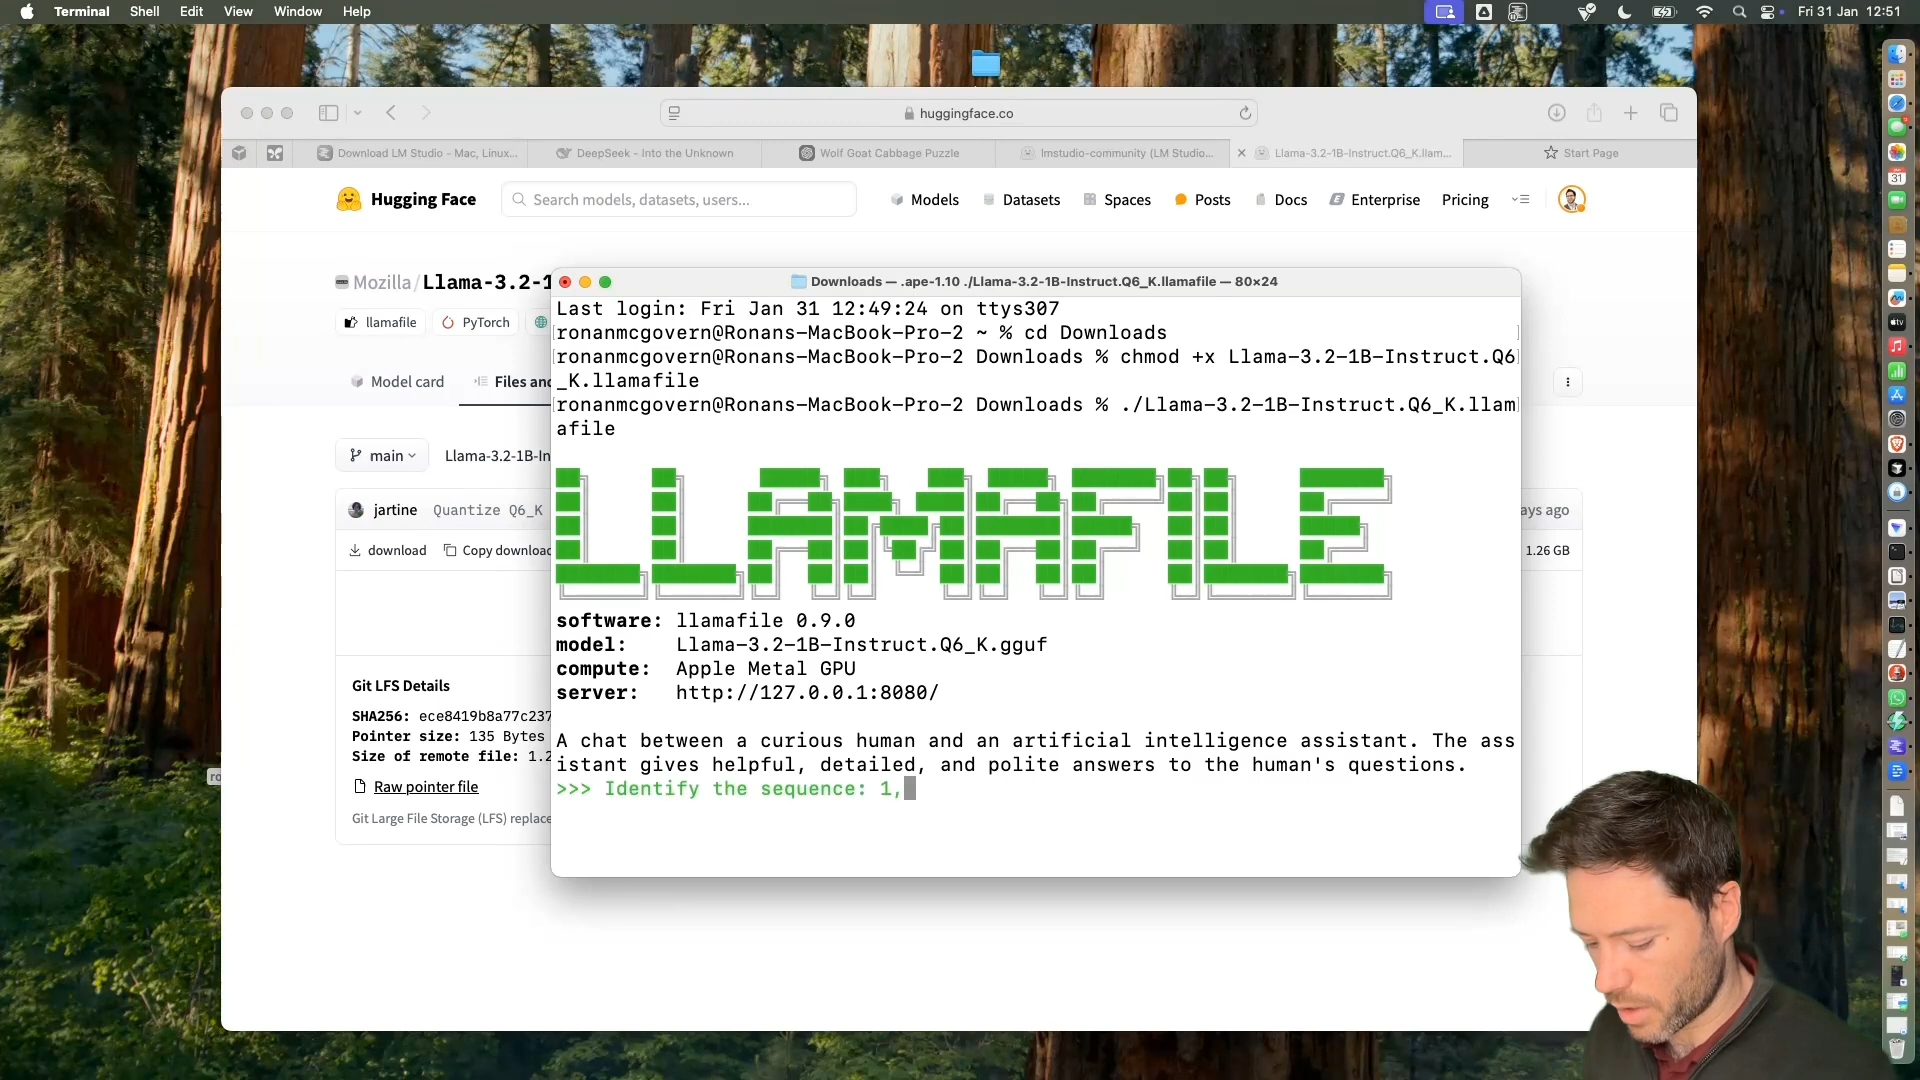 Terminal Shell Edit View Window Help Fri 31 Jan 12:51
huggingface.co
Download LM Studio - Mac, Linux... DeepSeek - Into the Unknown Wolf Goat Cabbage Puzzle lmstudio-community (LM Studio... Llama-3.2-1B-Instruct.Q6_K.llam... Start Page
Hugging Face Search models, datasets, users... Models Datasets Spaces Posts Docs Enterprise Pricing
Mozilla/Llama-3.2-1
llamafile PyTorch
Model card Files and
main Llama-3.2-1B-In
jartine Quantize Q6_K ays ago
download Copy download 1.26 GB
Git LFS Details
SHA256: ece8419b8a77c237
Pointer size: 135 Bytes
Size of remote file: 1.2
Raw pointer file
Git Large File Storage (LFS) replace
Downloads — .ape-1.10 ./Llama-3.2-1B-Instruct.Q6_K.llamafile — 80×24
Last login: Fri Jan 31 12:49:24 on ttys307
ronanmcgovern@Ronans-MacBook-Pro-2 ~ % cd Downloads
ronanmcgovern@Ronans-MacBook-Pro-2 Downloads % chmod +x Llama-3.2-1B-Instruct.Q6
_K.llamafile
ronanmcgovern@Ronans-MacBook-Pro-2 Downloads % ./Llama-3.2-1B-Instruct.Q6_K.llam
afile
LLAMAFILE
software: llamafile 0.9.0
model: Llama-3.2-1B-Instruct.Q6_K.gguf
compute: Apple Metal GPU
server: http://127.0.0.1:8080/
A chat between a curious human and an artificial intelligence assistant. The ass
istant gives helpful, detailed, and polite answers to the human's questions.
>>> Identify the sequence: 1,